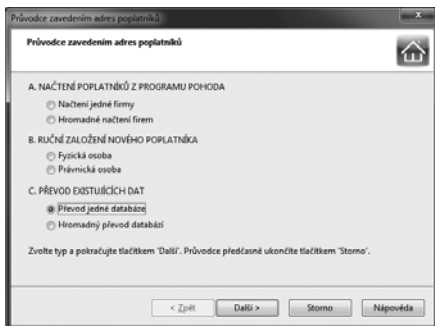 Průvodce zavedením adres poplatníků
Průvodce zavedením adres poplatníků
A. NAČTENÍ POPLATNÍKŮ Z PROGRAMU POHODA
Načtení jedné firmy
Hromadné načtení firem
B. RUČNÍ ZALOŽENÍ NOVÉHO POPLATNÍKA
Fyzická osoba
Právnická osoba
C. PŘEVOD EXISTUJÍCÍCH DAT
Převod jedné databáze
Hromadný převod databází
Zvolte typ a pokračujte tlačítkem 'Další'. Průvodce předčasně ukončíte tlačítkem 'Storno'.
< Zpět Další > Storno Nápověda